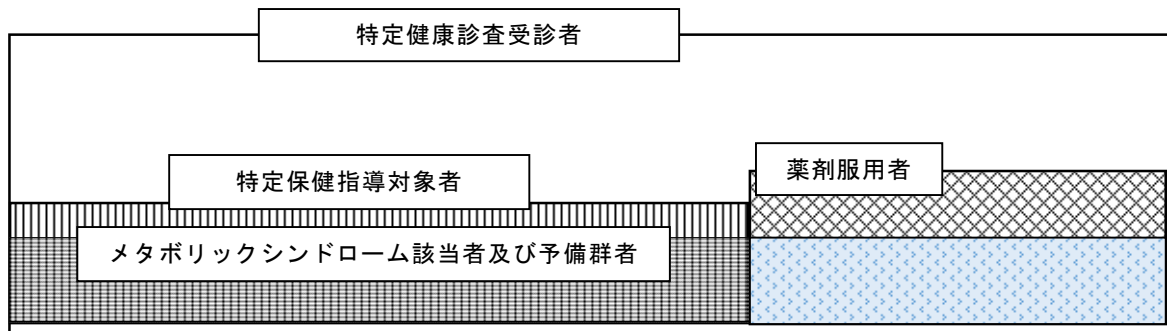 特定健康診査受診者
薬剤服用者
特定保健指導対象者
メタボリックシンドローム該当者及び予備群者